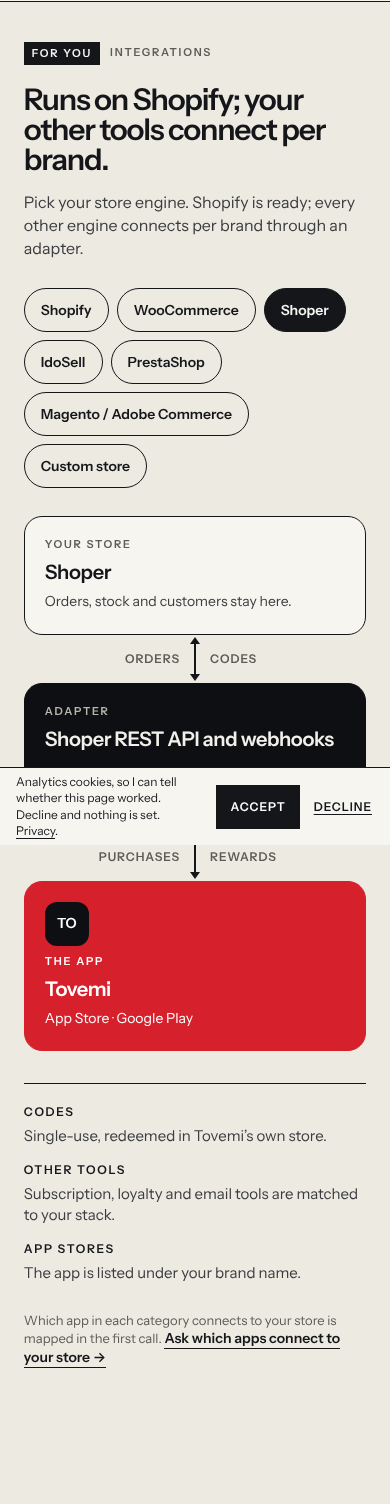 FOR YOU INTEGRATIONS
Runs on Shopify; your
other tools connect per
brand.
Pick your store engine. Shopify is ready; every
other engine connects per brand through an
adapter.
Shopify WooCommerce Shoper
IdoSell PrestaShop
Magento / Adobe Commerce
Custom store
YOUR STORE
Shoper
Orders, stock and customers stay here.
ORDERS CODES
ADAPTER
Shoper REST API and webhooks
Analytics cookies, so I can tell
whether this page worked.
Decline and nothing is set.
Privacy.
ACCEPT DECLINE
PURCHASES REWARDS
TO
THE APP
Tovemi
App Store · Google Play
CODES
Single-use, redeemed in Tovemi’s own store.
OTHER TOOLS
Subscription, loyalty and email tools are matched
to your stack.
APP STORES
The app is listed under your brand name.
Which app in each category connects to your store is
mapped in the first call. Ask which apps connect to
your store →